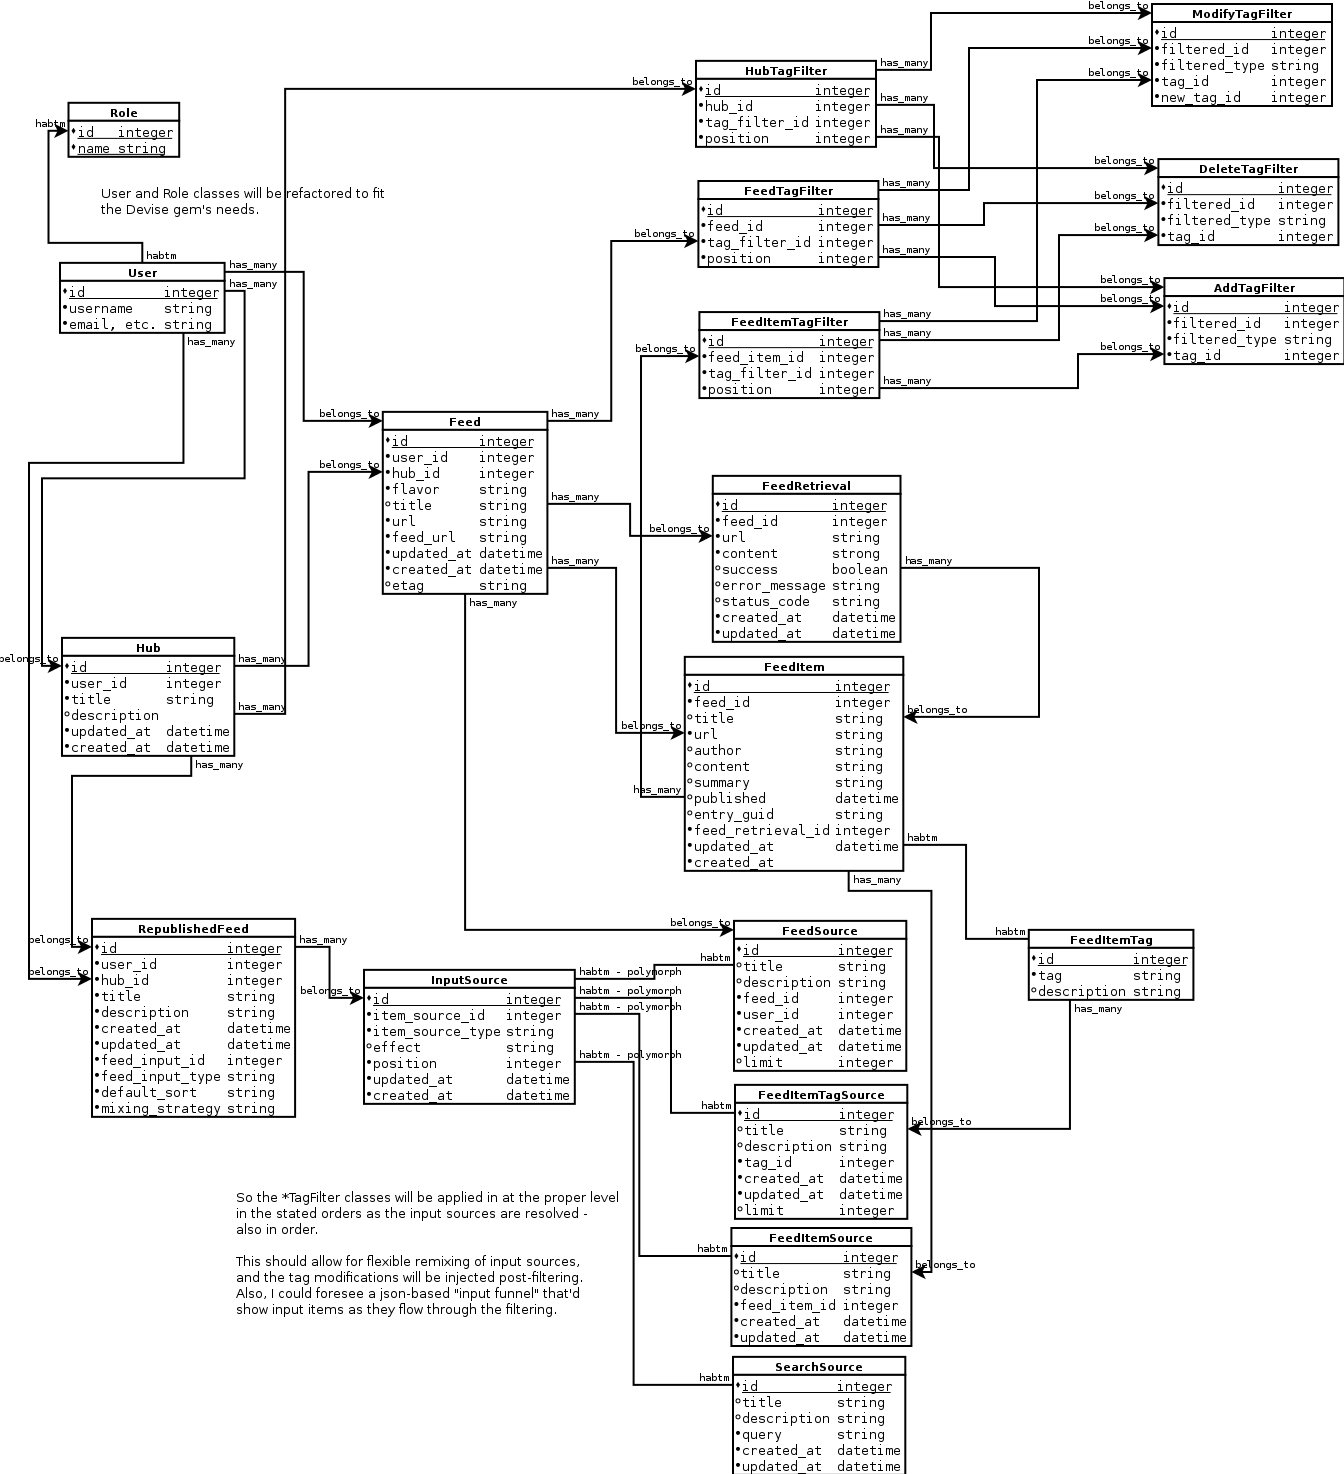 ModifyTagFilter
id integer
filtered_id integer
filtered_type string
tag_id integer
new_tag_id integer
belongs_to
belongs_to
belongs_to
HubTagFilter
id integer
hub_id integer
tag_filter_id integer
position integer
belongs_to
has_many
has_many
has_many
Role
id integer
name string
habtm
User and Role classes will be refactored to fit
the Devise gem's needs.
DeleteTagFilter
id integer
filtered_id integer
filtered_type string
tag_id integer
belongs_to
belongs_to
belongs_to
FeedTagFilter
id integer
feed_id integer
tag_filter_id integer
position integer
belongs_to
has_many
has_many
has_many
habtm
User
id integer
username string
email, etc. string
has_many
has_many
has_many
AddTagFilter
id integer
filtered_id integer
filtered_type string
tag_id integer
belongs_to
belongs_to
belongs_to
FeedItemTagFilter
id integer
feed_item_id integer
tag_filter_id integer
position integer
belongs_to
has_many
has_many
has_many
Feed
id integer
user_id integer
hub_id integer
flavor string
title string
url string
feed_url string
updated_at datetime
created_at datetime
etag string
belongs_to
belongs_to
has_many
has_many
has_many
has_many
FeedRetrieval
id integer
feed_id integer
url string
content strong
success boolean
error_message string
status_code string
created_at datetime
updated_at datetime
belongs_to
has_many
Hub
id integer
user_id integer
title string
description
updated_at datetime
created_at datetime
belongs_to
has_many
has_many
has_many
FeedItem
id integer
feed_id integer
title string
url string
author string
content string
summary string
published datetime
entry_guid string
feed_retrieval_id integer
updated_at datetime
created_at
belongs_to
belongs_to
has_many
habtm
has_many
RepublishedFeed
id integer
user_id integer
hub_id integer
title string
description string
created_at datetime
updated_at datetime
feed_input_id integer
feed_input_type string
default_sort string
mixing_strategy string
belongs_to
belongs_to
has_many
InputSource
id integer
item_source_id integer
item_source_type string
effect string
position integer
updated_at datetime
created_at datetime
belongs_to
habtm - polymorph
habtm - polymorph
habtm - polymorph
habtm - polymorph
FeedSource
id integer
title string
description string
feed_id integer
user_id integer
created_at datetime
updated_at datetime
limit integer
belongs_to
habtm
FeedItemTag
id integer
tag string
description string
habtm
has_many
FeedItemTagSource
id integer
title string
description string
tag_id integer
created_at datetime
updated_at datetime
limit integer
habtm
belongs_to
So the *TagFilter classes will be applied in at the proper level
in the stated orders as the input sources are resolved -
also in order.
This should allow for flexible remixing of input sources,
and the tag modifications will be injected post-filtering.
Also, I could foresee a json-based "input funnel" that'd
show input items as they flow through the filtering.
FeedItemSource
id integer
title string
description string
feed_item_id integer
created_at datetime
updated_at datetime
habtm
belongs_to
SearchSource
id integer
title string
description string
query string
created_at datetime
updated_at datetime
habtm